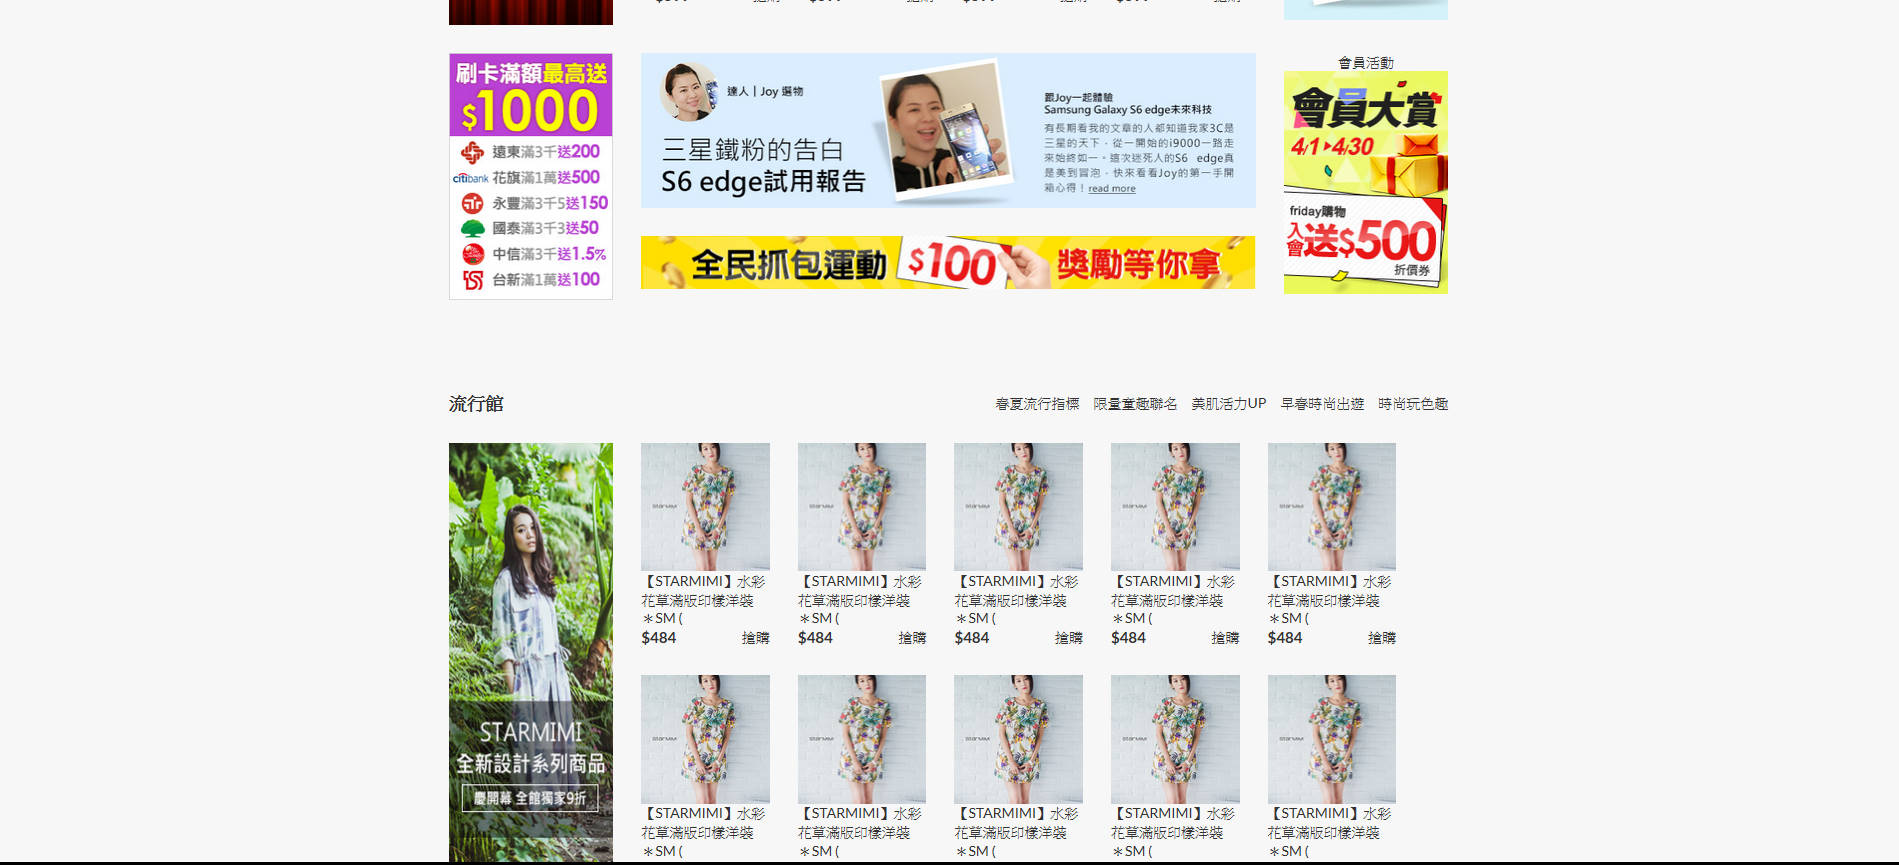 搶購
搶購
搶購
搶購
刷卡滿額最高送
$1000
遠東滿3千送200
citibank 花旗滿1萬送500
永豐滿3千5送150
國泰滿3千3送50
中信滿3千送1.5%
台新滿1萬送100
達人｜Joy 選物
三星鐵粉的告白
S6 edge試用報告
跟Joy一起體驗
Samsung Galaxy S6 edge未來科技
有長期看我的文章的人都知道我家3C是
三星的天下，從一開始的i9000一路走
來始終如一。這次迷死人的S6 edge真
是美到冒泡，快來看看Joy的第一手開
箱心得！read more
全民抓包運動 $100 獎勵等你拿
會員活動
會員大賞
4/1▶4/30
friday購物
入會送$500
折價券
流行館
春夏流行指標 限量童趣聯名 美肌活力UP 早春時尚出遊 時尚玩色趣
STARMIMI
全新設計系列商品
慶開幕 全館獨家9折
STARMIMI
STARMIMI
STARMIMI
STARMIMI
STARMIMI
【STARMIMI】水彩
花草滿版印樣洋裝
＊SM (
$484 搶購
【STARMIMI】水彩
花草滿版印樣洋裝
＊SM (
$484 搶購
【STARMIMI】水彩
花草滿版印樣洋裝
＊SM (
$484 搶購
【STARMIMI】水彩
花草滿版印樣洋裝
＊SM (
$484 搶購
【STARMIMI】水彩
花草滿版印樣洋裝
＊SM (
$484 搶購
STARMIMI
STARMIMI
STARMIMI
STARMIMI
STARMIMI
【STARMIMI】水彩
花草滿版印樣洋裝
＊SM (
【STARMIMI】水彩
花草滿版印樣洋裝
＊SM (
【STARMIMI】水彩
花草滿版印樣洋裝
＊SM (
【STARMIMI】水彩
花草滿版印樣洋裝
＊SM (
【STARMIMI】水彩
花草滿版印樣洋裝
＊SM (